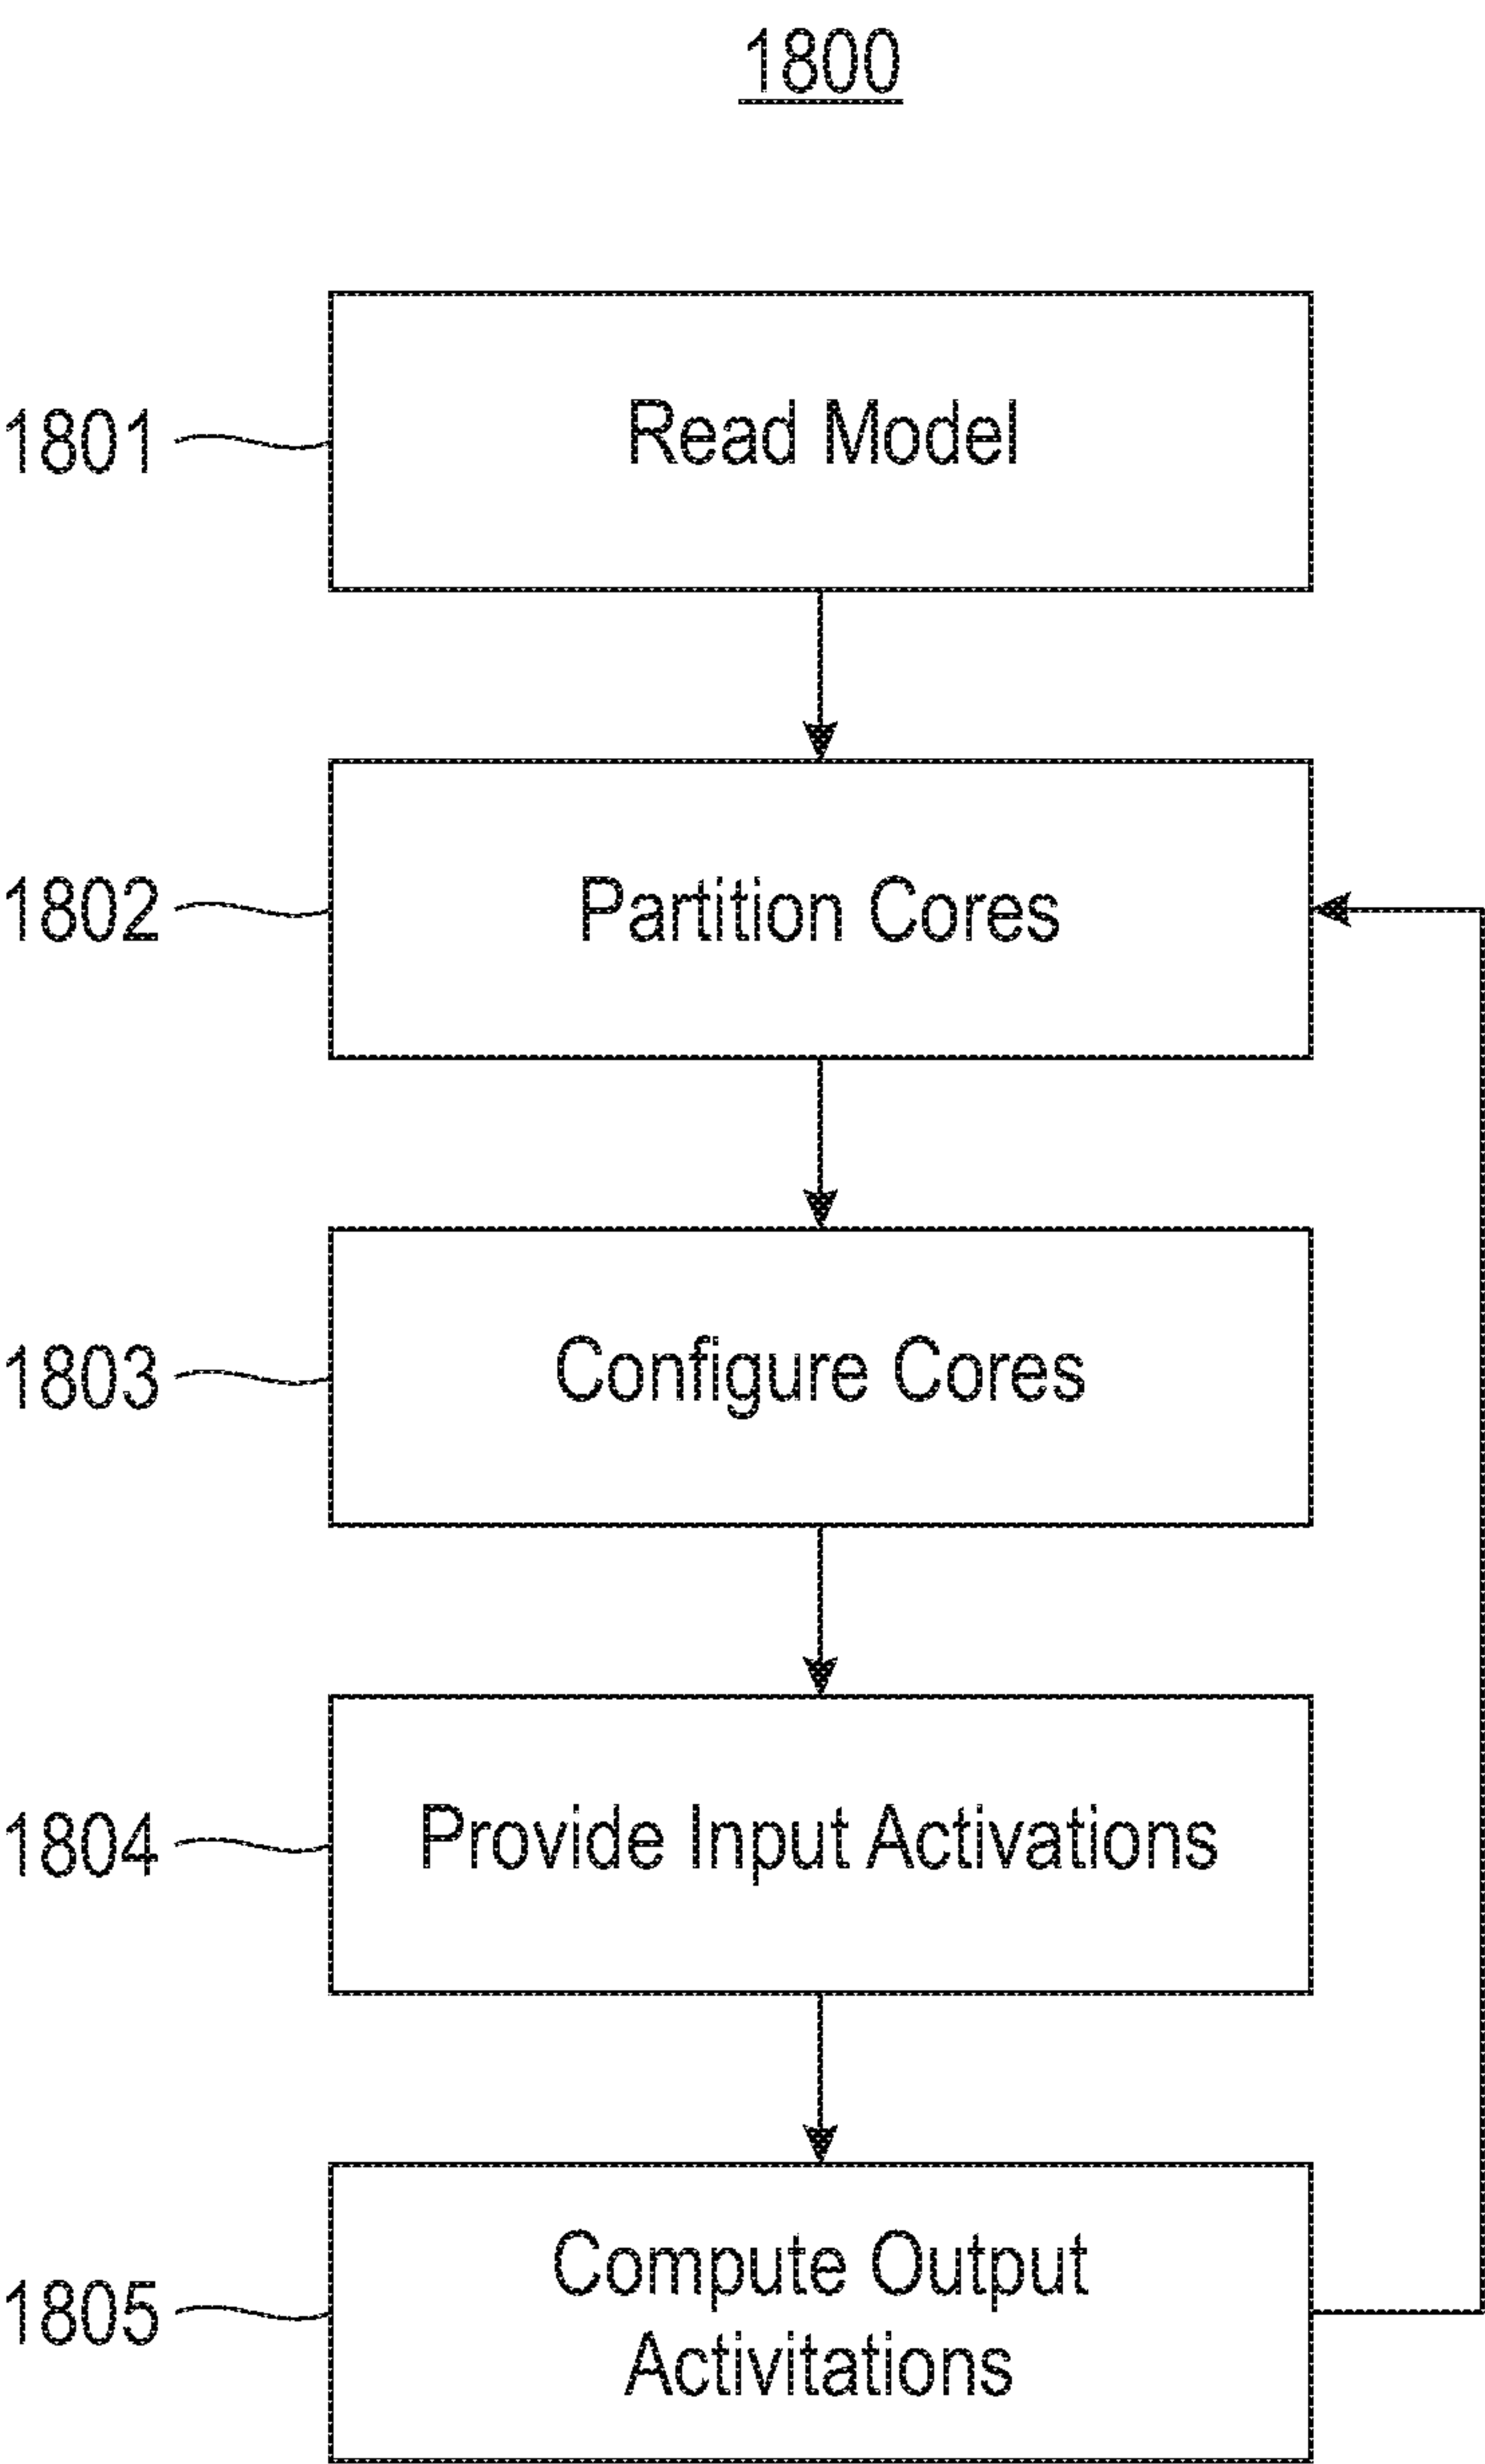 1800
1801
Read Model
1802
Partition Cores
1803
Configure Cores
1804
Provide Input Activations
1805
Compute Output
Activitations